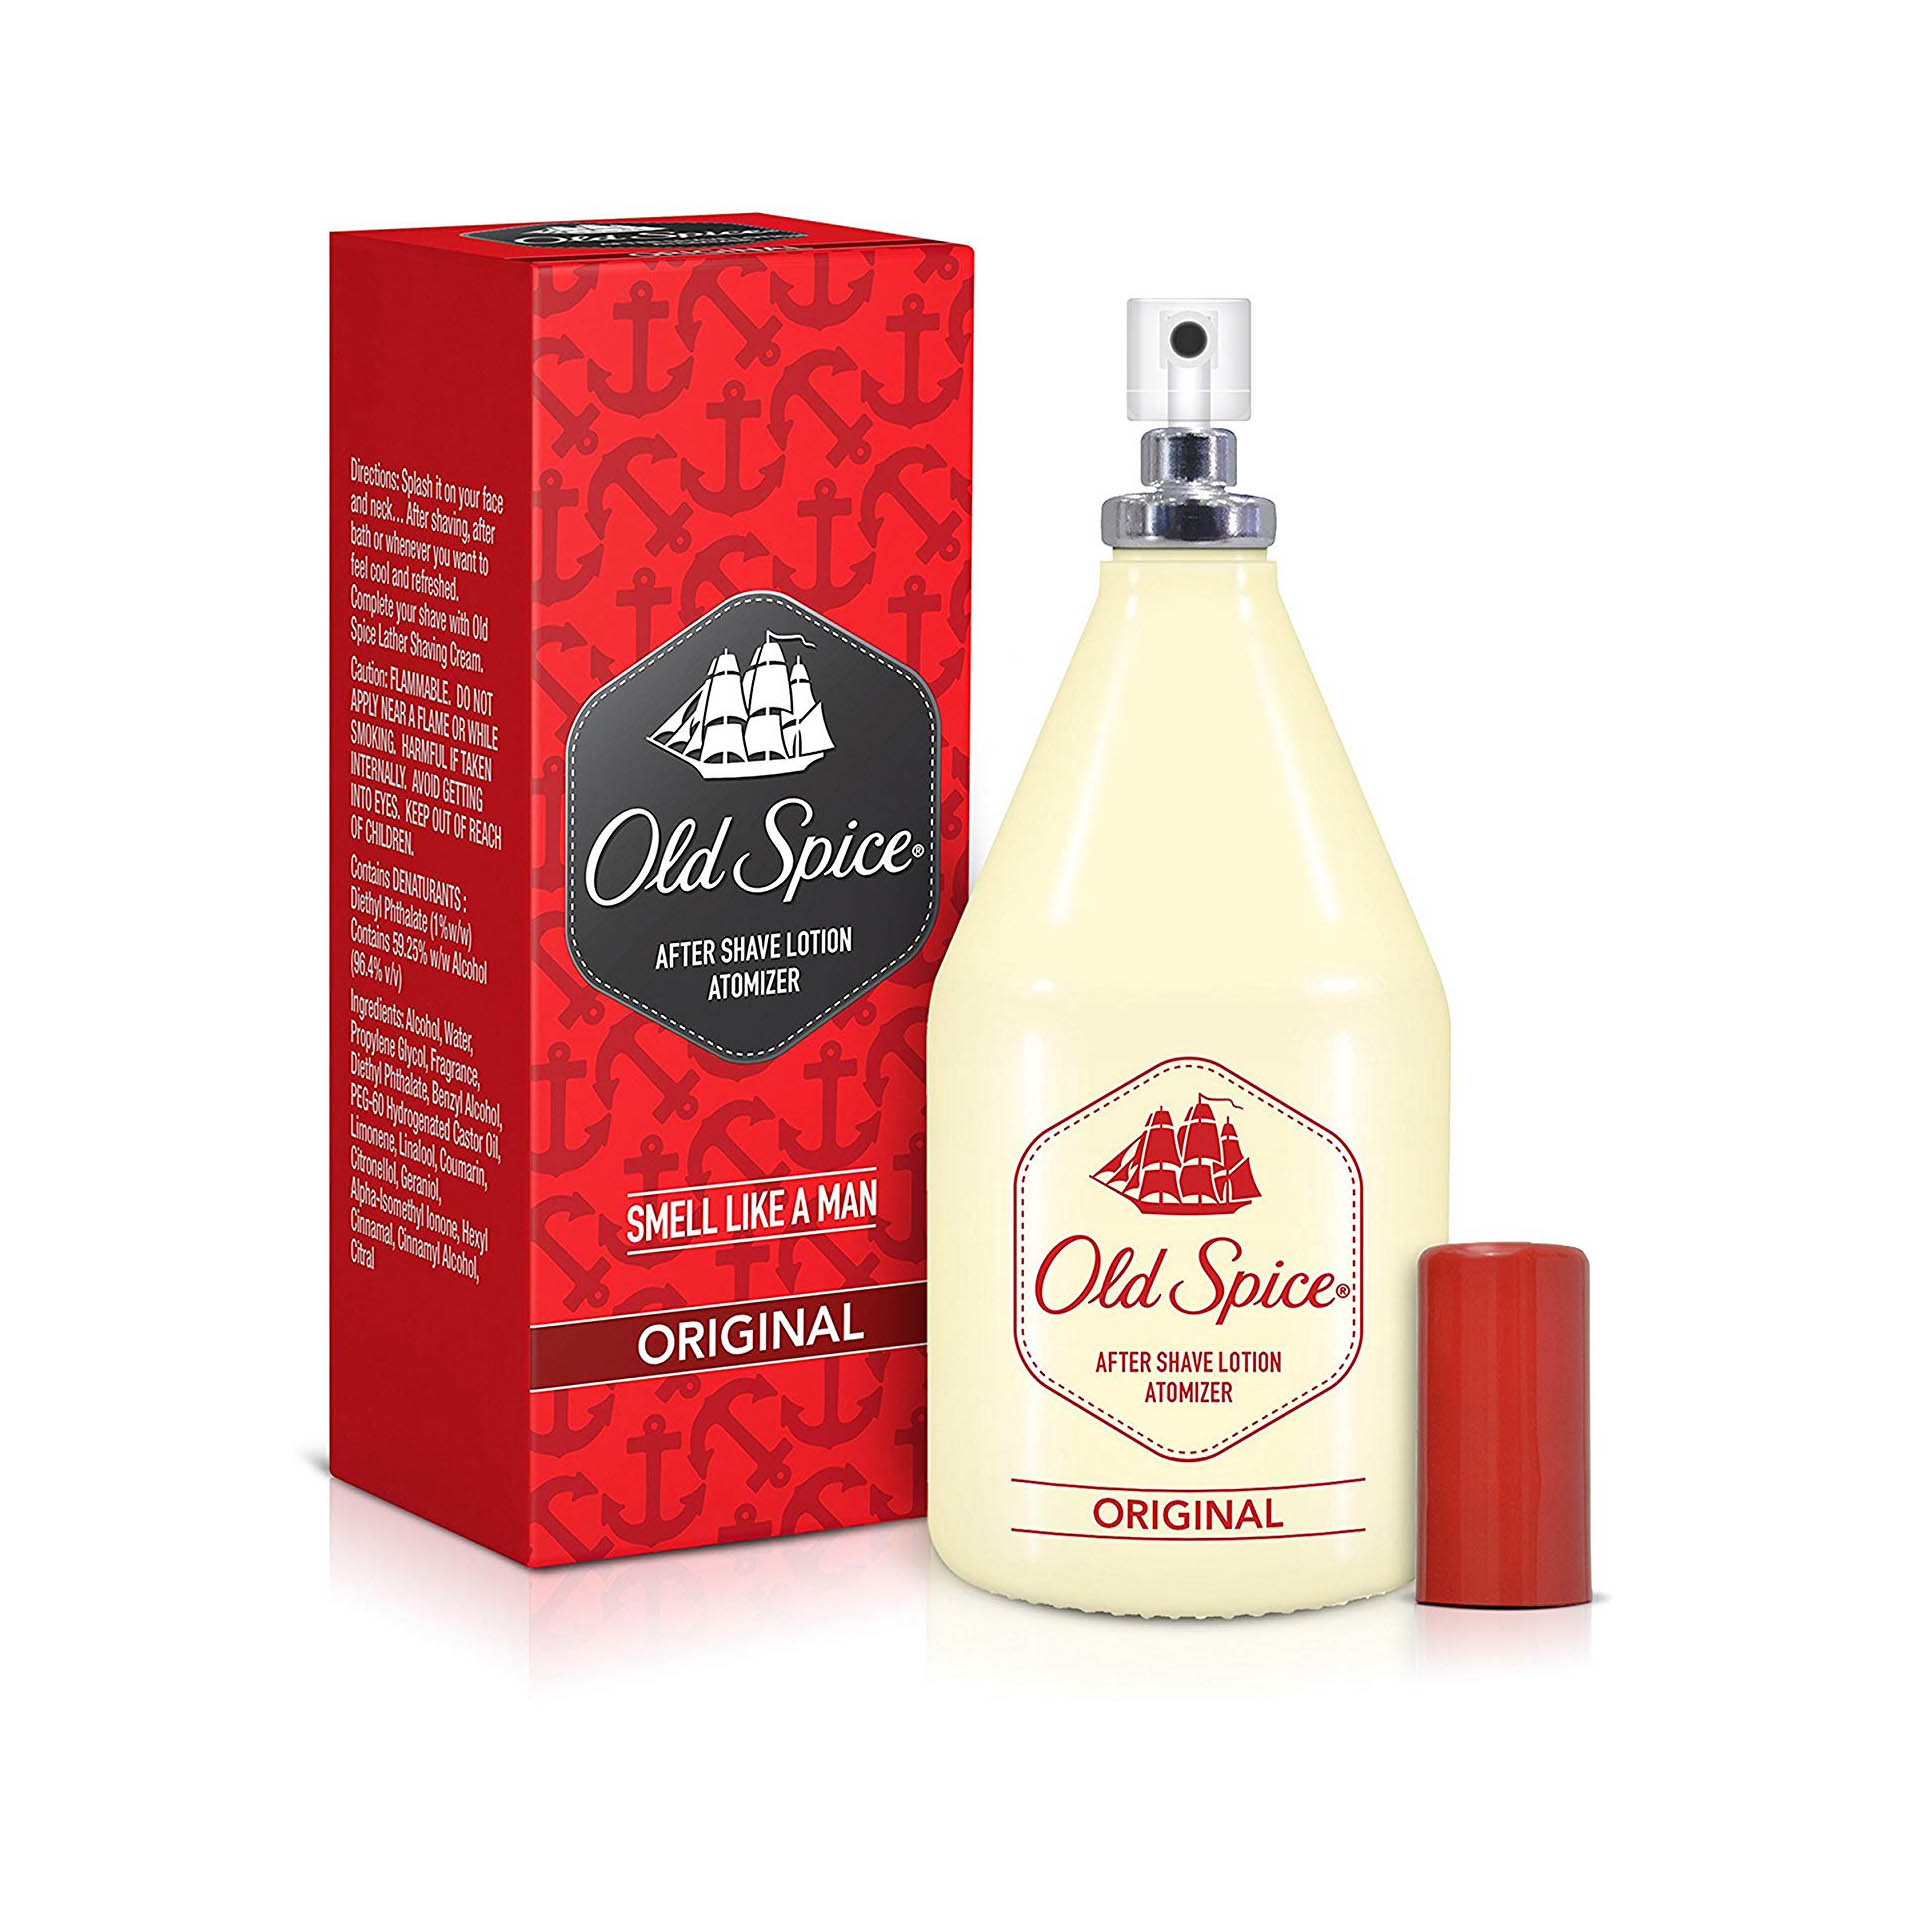 Old Spice
ORIGINAL
Directions: Splash it on your face
and neck... After shaving, after
bath or whenever you want to
feel cool and refreshed.
Complete your shave with Old
Spice Lather Shaving Cream.
Caution: FLAMMABLE. DO NOT
APPLY NEAR A FLAME OR WHILE
SMOKING. HARMFUL IF TAKEN
INTERNALLY. AVOID GETTING
INTO EYES. KEEP OUT OF REACH
OF CHILDREN.
Contains DENATURANTS :
Diethyl Phthalate (1%w/w)
Contains 59.25% w/w Alcohol
(96.4% v/v)
Ingredients: Alcohol, Water,
Propylene Glycol, Fragrance,
Diethyl Phthalate, Benzyl Alcohol,
PEG-60 Hydrogenated Castor Oil,
Limonene, Linalool, Coumarin,
Citronellol, Geraniol,
Alpha-Isomethyl Ionone, Hexyl
Cinnamal, Cinnamyl Alcohol,
Citral
Old Spice®
AFTER SHAVE LOTION
ATOMIZER
SMELL LIKE A MAN
ORIGINAL
Old Spice®
AFTER SHAVE LOTION
ATOMIZER
ORIGINAL